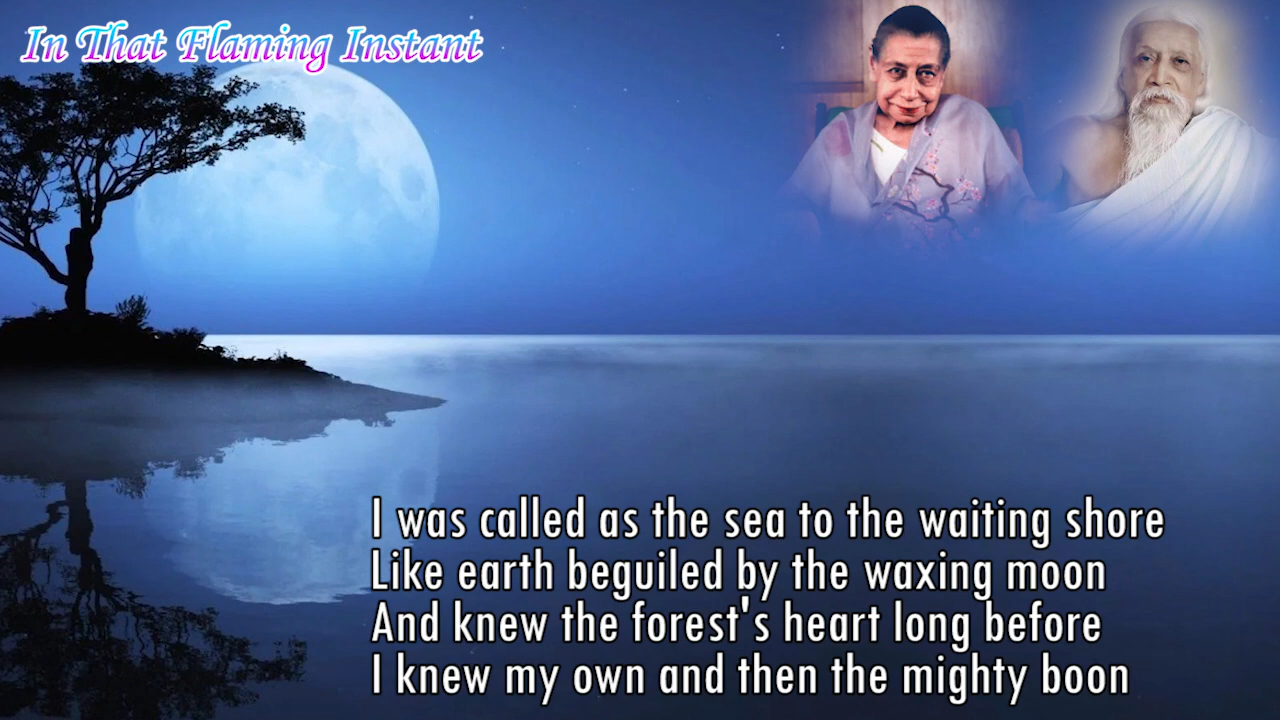 In That Flaming Instant
I was called as the sea to the waiting shore
Like earth beguiled by the waxing moon
And knew the forest's heart long before
I knew my own and then the mighty boon